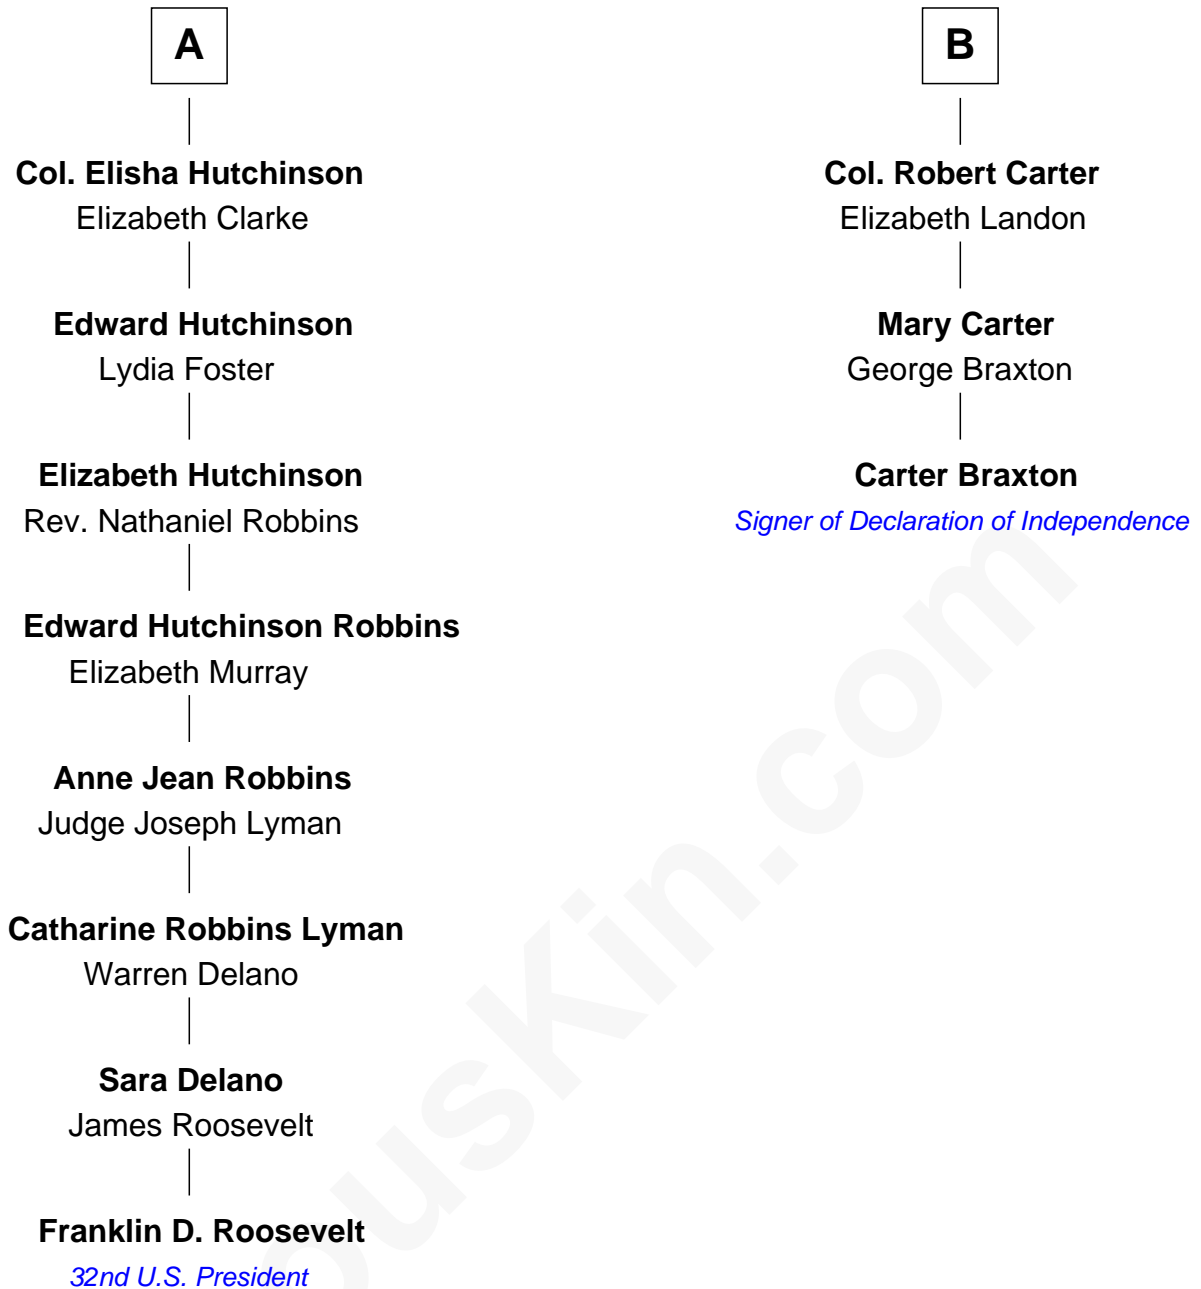 A
Col. Elisha Hutchinson
Elizabeth Clarke
Edward Hutchinson
Lydia Foster
Elizabeth Hutchinson
Rev. Nathaniel Robbins
Edward Hutchinson Robbins
Elizabeth Murray
Anne Jean Robbins
Judge Joseph Lyman
Catharine Robbins Lyman
Warren Delano
Sara Delano
James Roosevelt
Franklin D. Roosevelt
32nd U.S. President
B
Col. Robert Carter
Elizabeth Landon
Mary Carter
George Braxton
Carter Braxton
Signer of Declaration of Independence
ouskin.com